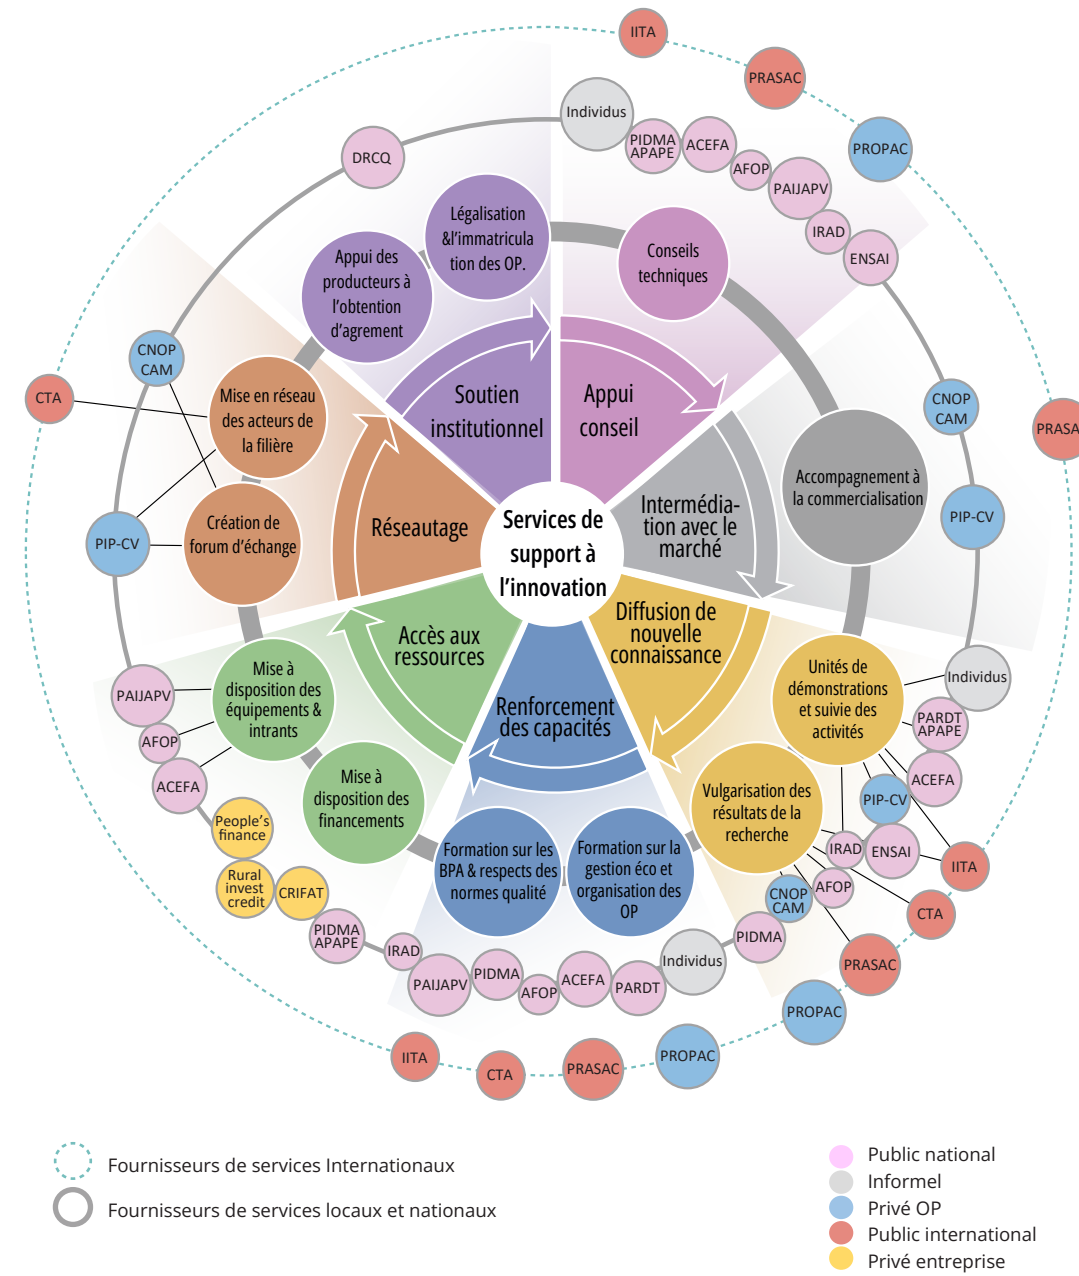 IITA
PRASAC
PROPAC
Individus
PIDMA
APAPE
ACEFA
AFOP
PAIJAPV
IRAD
ENSAI
DRCQ
Légalisation
&l’immatricula
tion des OP.
Appui des
producteurs à
l’obtention
d’agrement
Conseils
techniques
Soutien
institutionnel
Appui
conseil
CNOP
CAM
CTA
PIP-CV
Mise en réseau
des acteurs de
la filière
Création de
forum d’échange
Réseautage
Services de
support à
l’innovation
Intermédia-
tion avec le
marché
Accompagnement à
la commercialisation
CNOP
CAM
PRASA
PIP-CV
Accès aux
ressources
Renforcement
des capacités
Diffusion de
nouvelle
connaissance
Mise à
disposition des
équipements &
intrants
Mise à
disposition des
financements
PAIJAPV
AFOP
ACEFA
People’s
finance
Rural
invest
credit
CRIFAT
PIDMA
APAPE
Formation sur les
BPA & respects des
normes qualité
Formation sur la
gestion éco et
organisation des
OP
IRAD
PAIJAPV
PIDMA
AFOP
ACEFA
PARDT
Individus
IITA
CTA
PRASAC
PROPAC
Unités de
démonstrations
et suivie des
activités
Vulgarisation des
résultats de la
recherche
Individus
PARDT
APAPE
ACEFA
PIP-CV
IRAD
ENSAI
AFOP
CNOP
CAM
PIDMA
IITA
CTA
PRASAC
PROPAC
Fournisseurs de services Internationaux
Fournisseurs de services locaux et nationaux
Public national
Informel
Privé OP
Public international
Privé entreprise